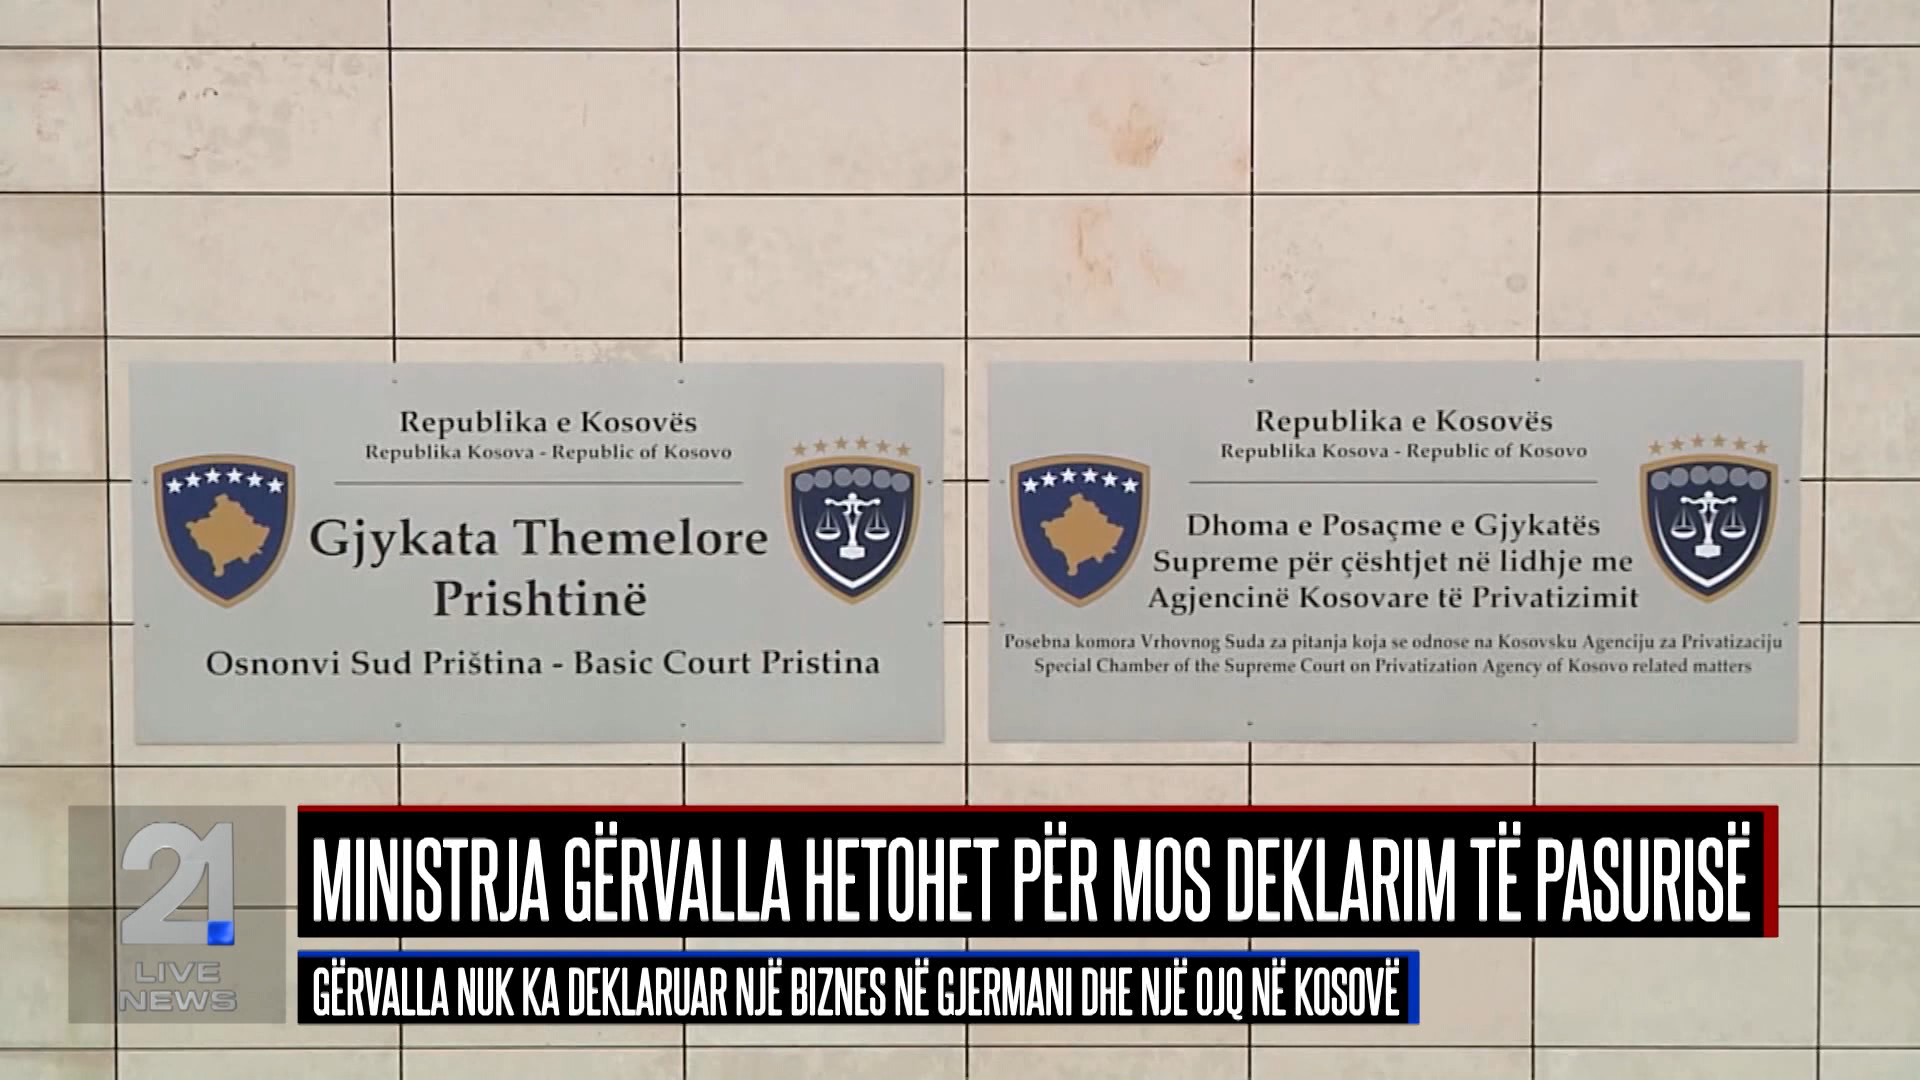 Republika e Kosovës
Republika Kosova - Republic of Kosovo
Gjykata Themelore
Prishtinë
Osnonvi Sud Priština - Basic Court Pristina
Republika e Kosovës
Republika Kosova - Republic of Kosovo
Dhoma e Posaçme e Gjykatës
Supreme për çështjet në lidhje me
Agjencinë Kosovare të Privatizimit
Posebna komora Vrhovnog Suda za pitanja koja se odnose na Kosovsku Agenciju za Privatizaciju
Special Chamber of the Supreme Court on Privatization Agency of Kosovo related matters
21
LIVE
NEWS
MINISTRJA GËRVALLA HETOHET PËR MOS DEKLARIM TË PASURISË
GËRVALLA NUK KA DEKLARUAR NJË BIZNES NË GJERMANI DHE NJË OJQ NË KOSOVË